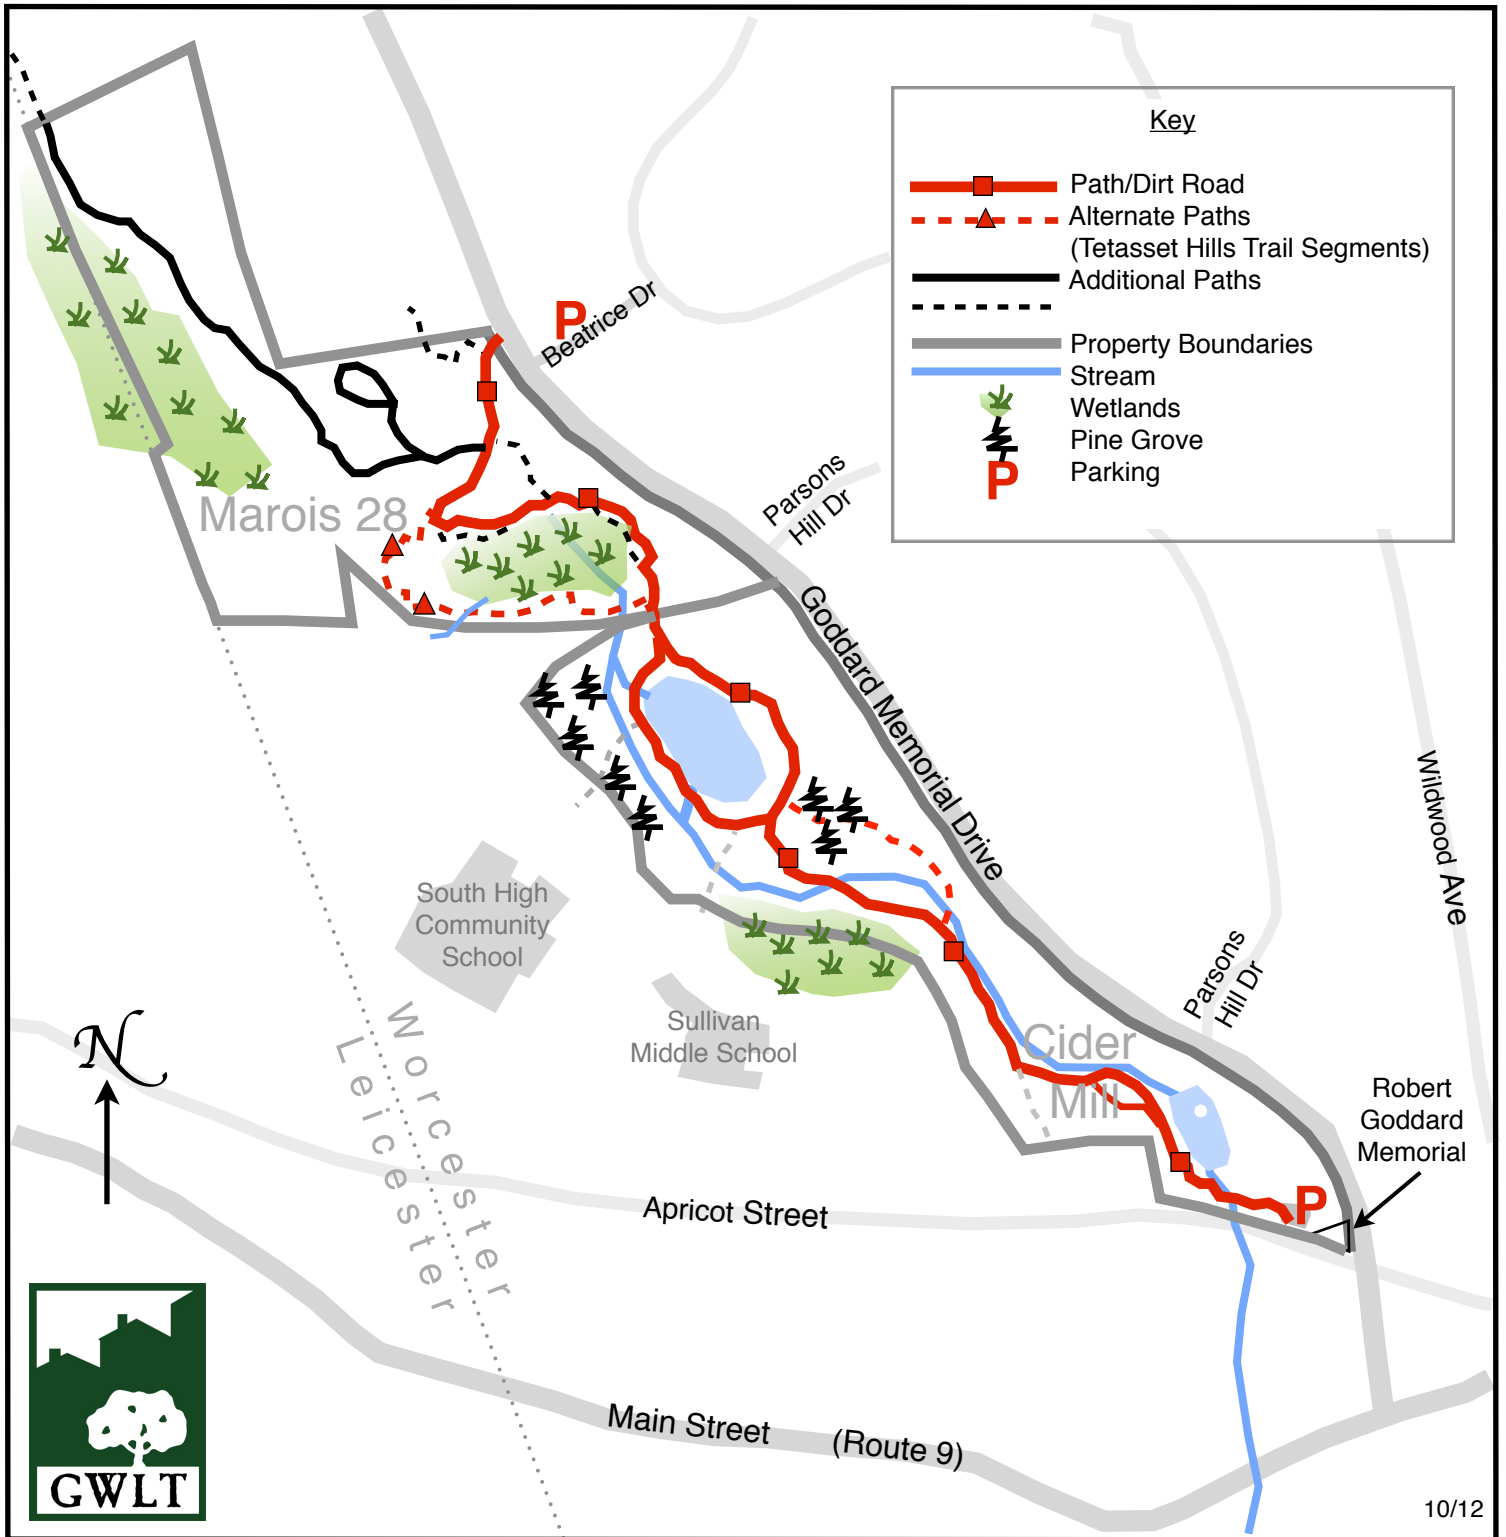 Key
Path/Dirt Road
Alternate Paths
(Tetasset Hills Trail Segments)
Additional Paths
Property Boundaries
Stream
Wetlands
Pine Grove
P
Parking
P
Beatrice Dr
Parsons
Hill Dr
Marois 28
Goddard Memorial Drive
Wildwood Ave
South High
Community
School
Sullivan
Middle School
Parsons
Hill Dr
Cider
Mill
Robert
Goddard
Memorial
P
N
Worcester
Leicester
Apricot Street
Main Street (Route 9)
GWLT
10/12